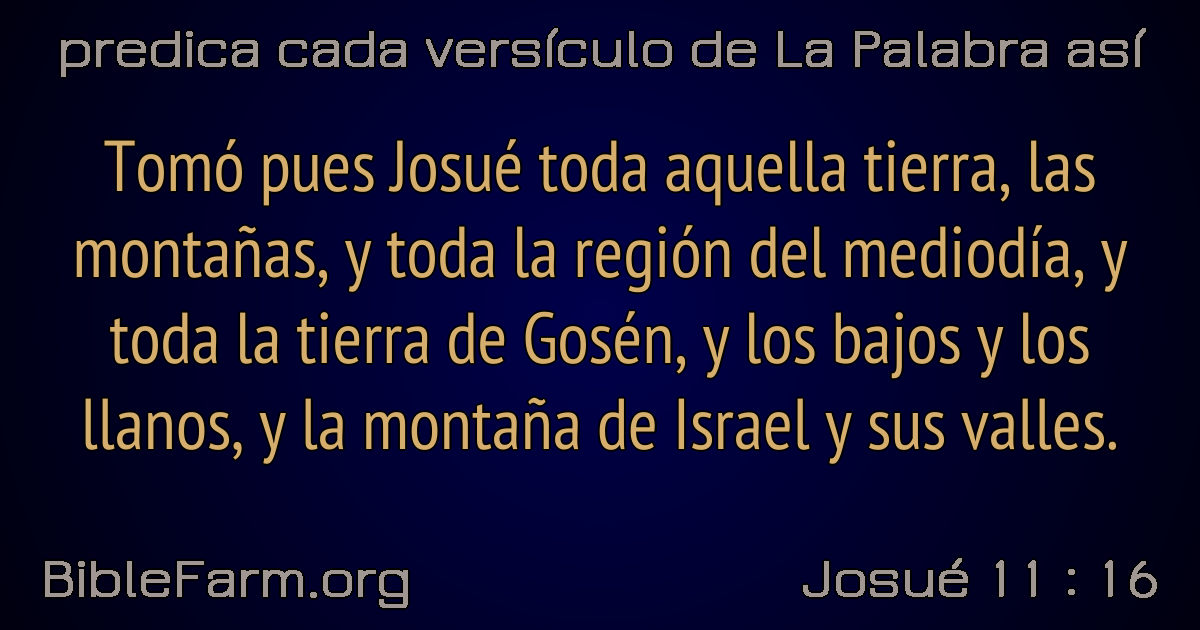 predica cada versículo de La Palabra así
Tomó pues Josué toda aquella tierra, las
montañas, y toda la región del mediodía, y
toda la tierra de Gosén, y los bajos y los
llanos, y la montaña de Israel y sus valles.
BibleFarm.org
Josué 11 : 16